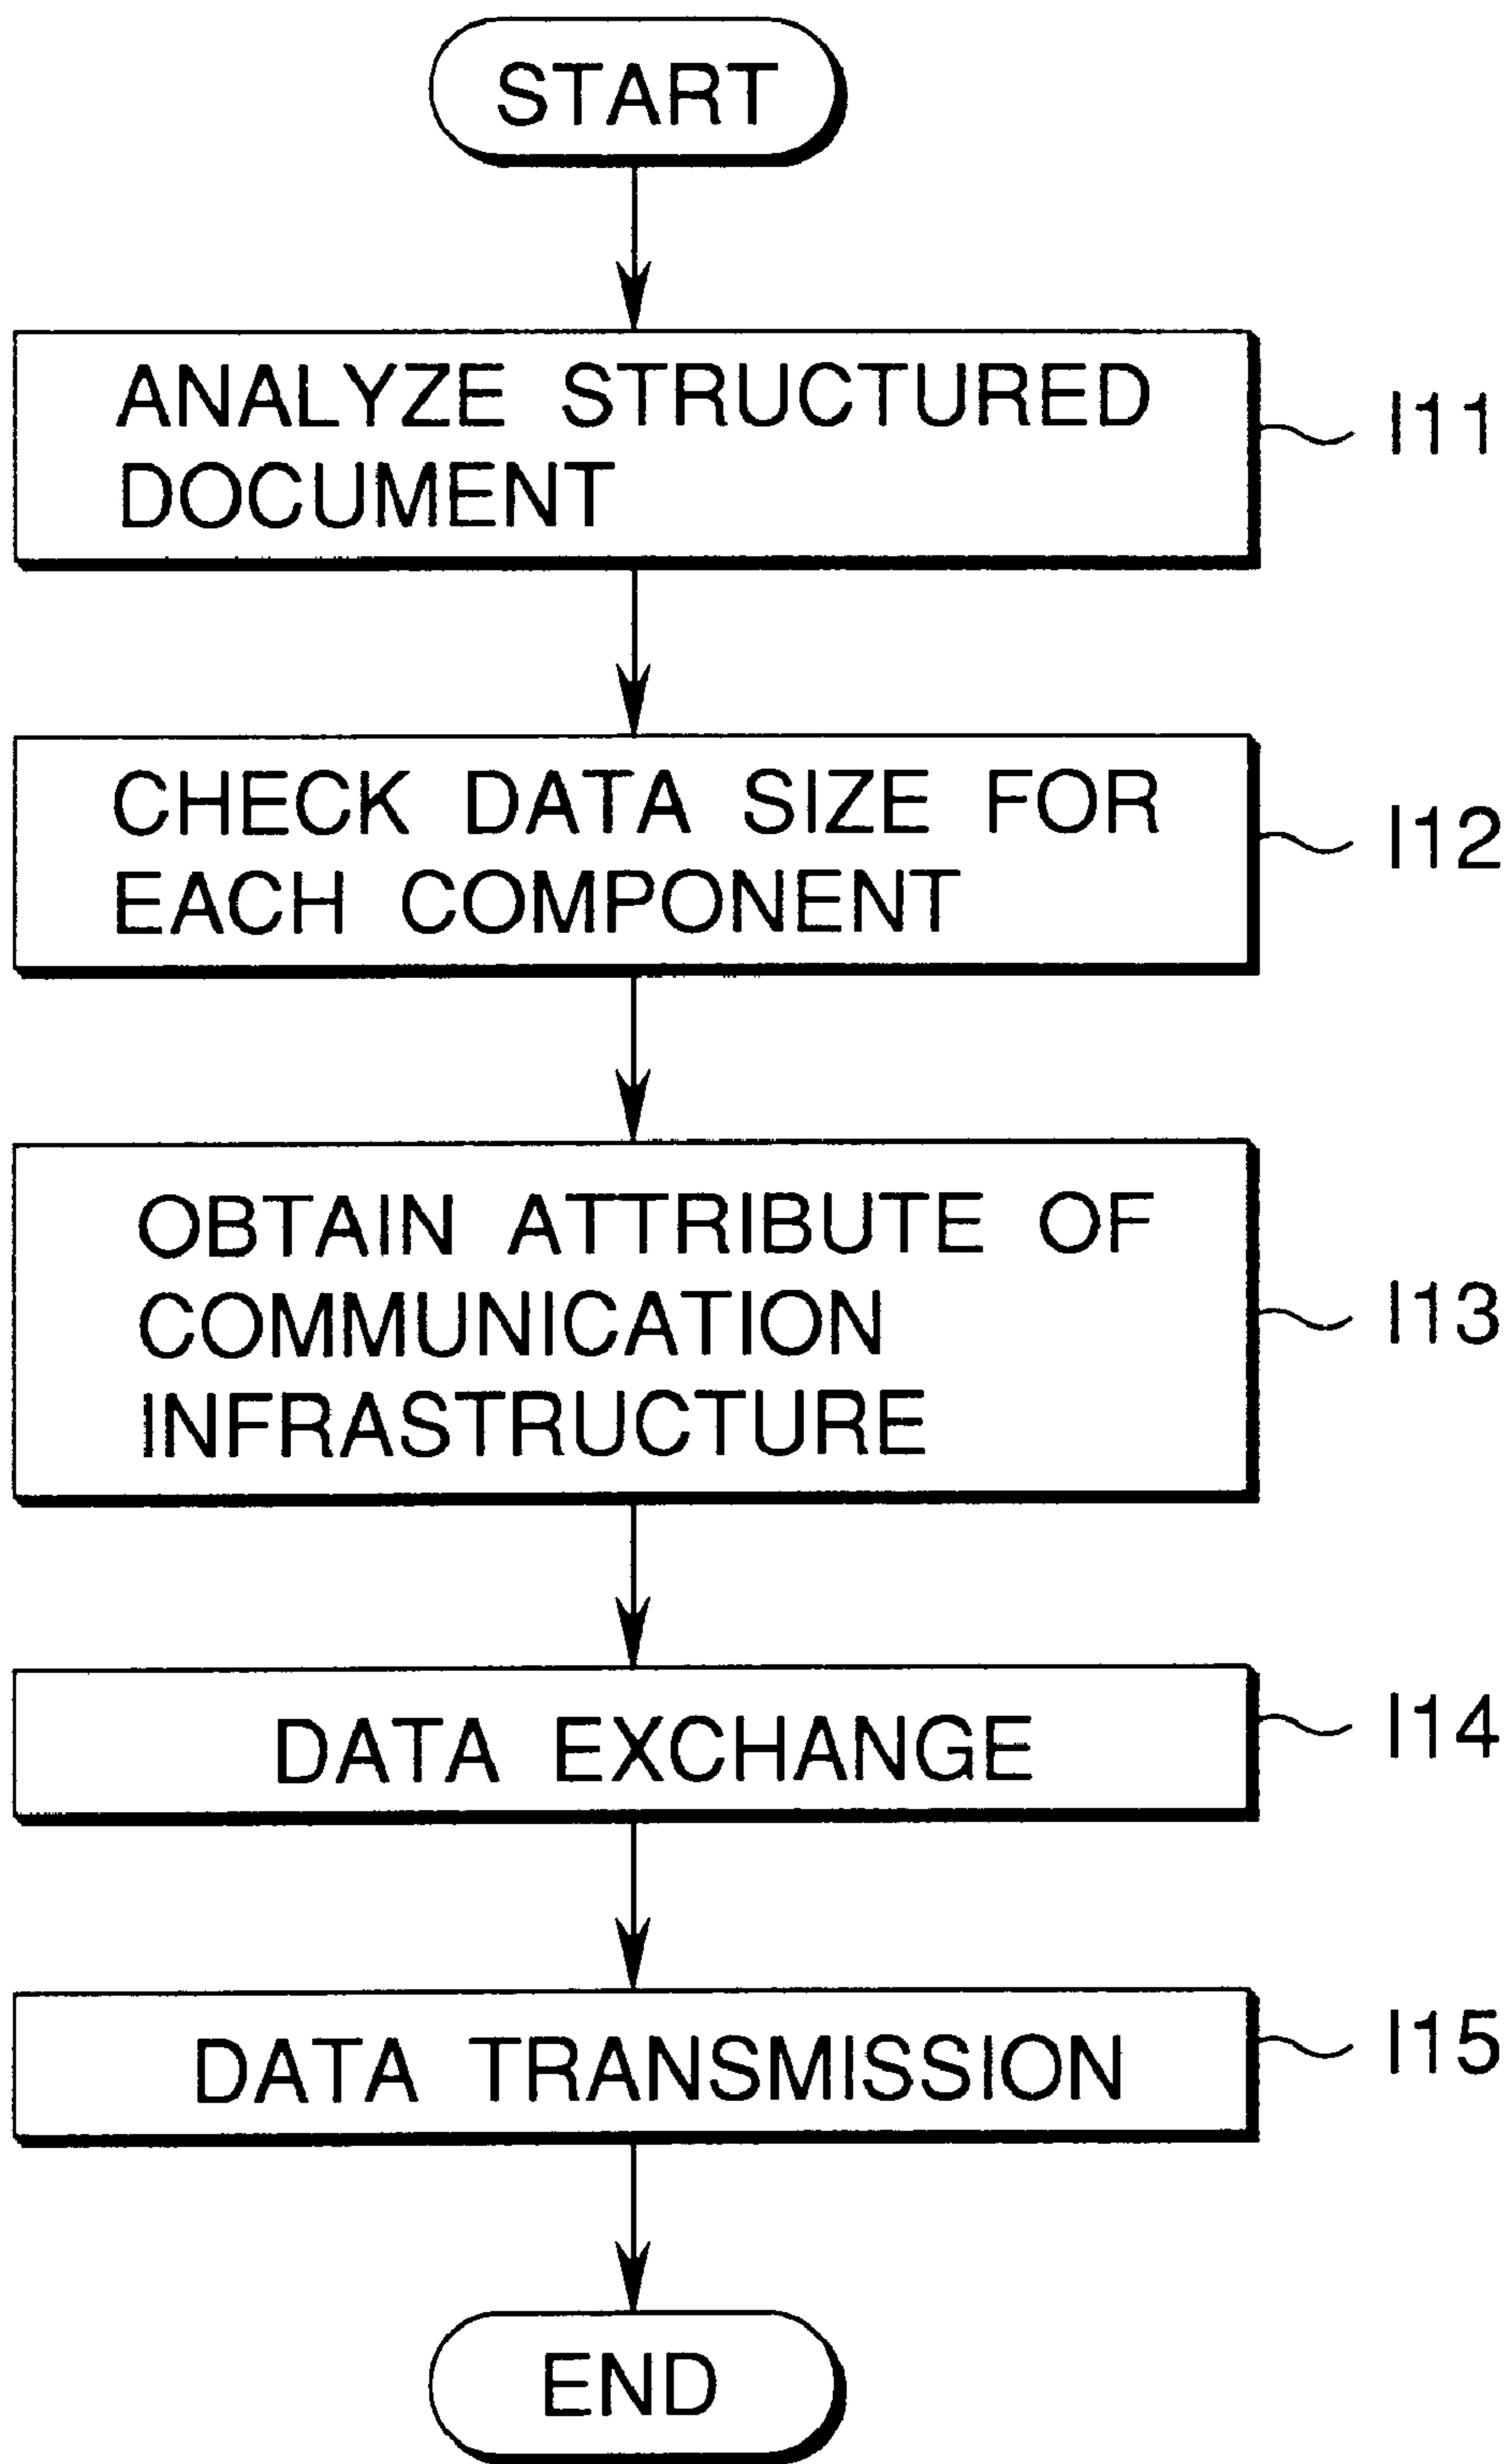 START
ANALYZE STRUCTURED
DOCUMENT
I11
CHECK DATA SIZE FOR
EACH COMPONENT
I12
OBTAIN ATTRIBUTE OF
COMMUNICATION
INFRASTRUCTURE
I13
DATA EXCHANGE
I14
DATA TRANSMISSION
I15
END